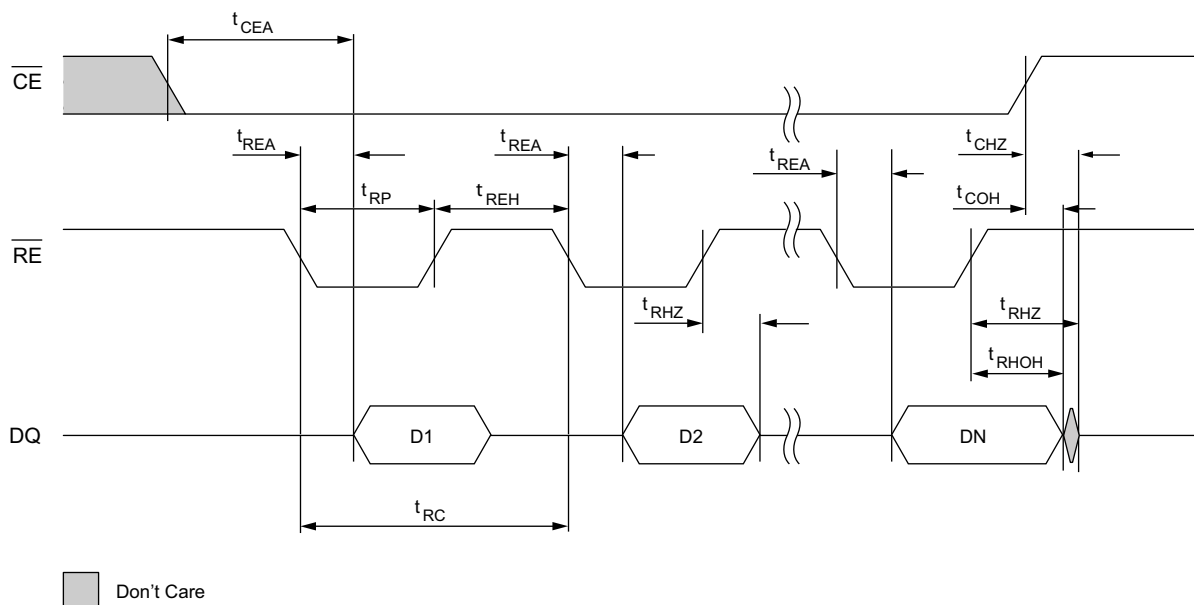 tCEA
CE
tREA
tREA
tREA
tCHZ
tRP
tREH
tCOH
RE
tRHZ
tRHZ
tRHOH
DQ
D1
D2
DN
tRC
Don't Care